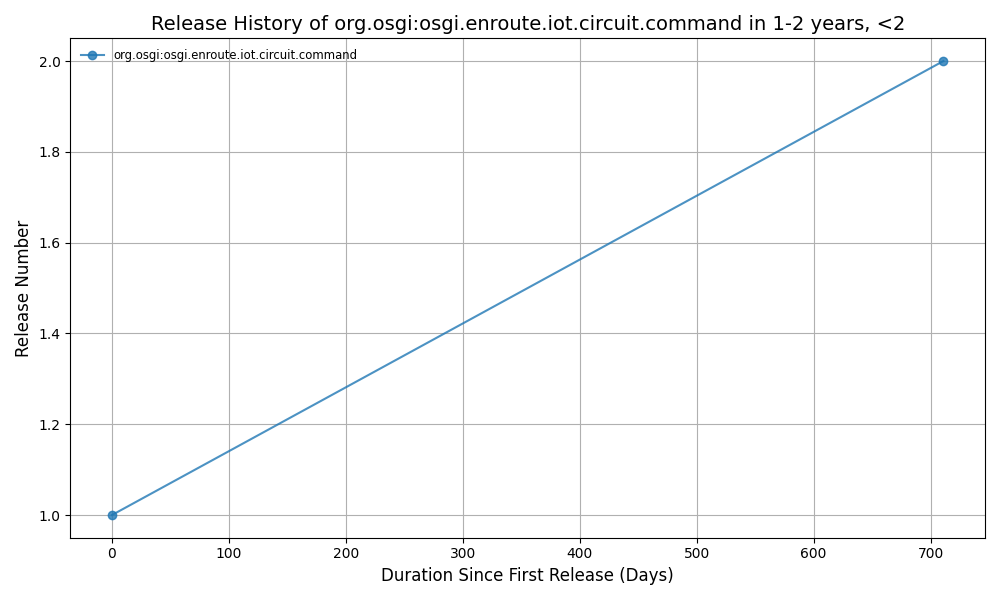 Release History of org.osgi:osgi.enroute.iot.circuit.command in 1-2 years, <2
org.osgi:osgi.enroute.iot.circuit.command
Release Number
2.0
1.8
1.6
1.4
1.2
1.0
0 100 200 300 400 500 600 700
Duration Since First Release (Days)